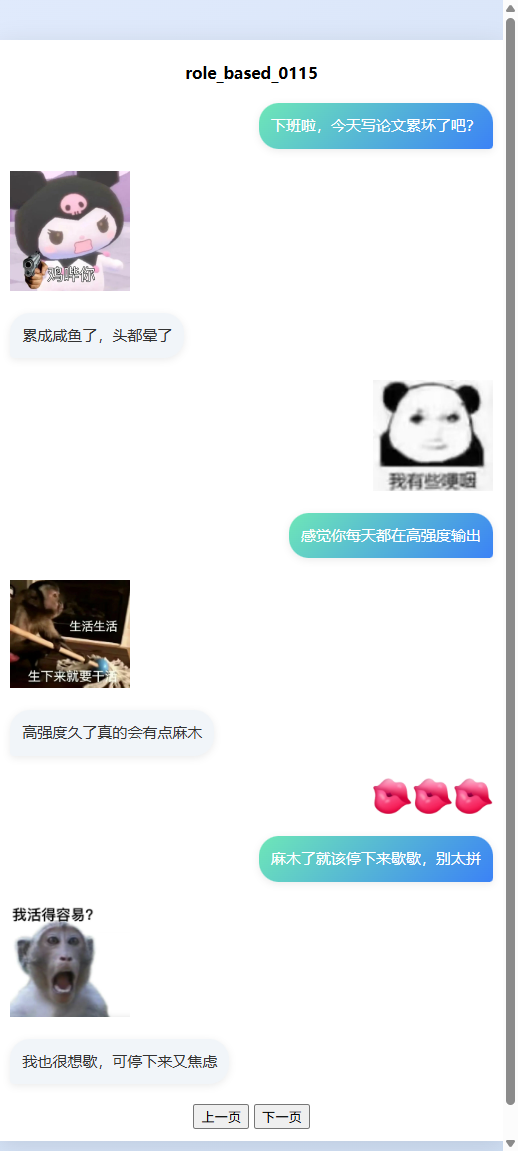 role_based_0115
下班啦，今天写论文累坏了吧？
鸡哔你
累成咸鱼了，头都晕了
我有些哽咽
感觉你每天都在高强度输出
生活生活
生下来就要干活
高强度久了真的会有点麻木
麻木了就该停下来歇歇，别太拼
我活得容易?
我也很想歇，可停下来又焦虑
上一页 下一页